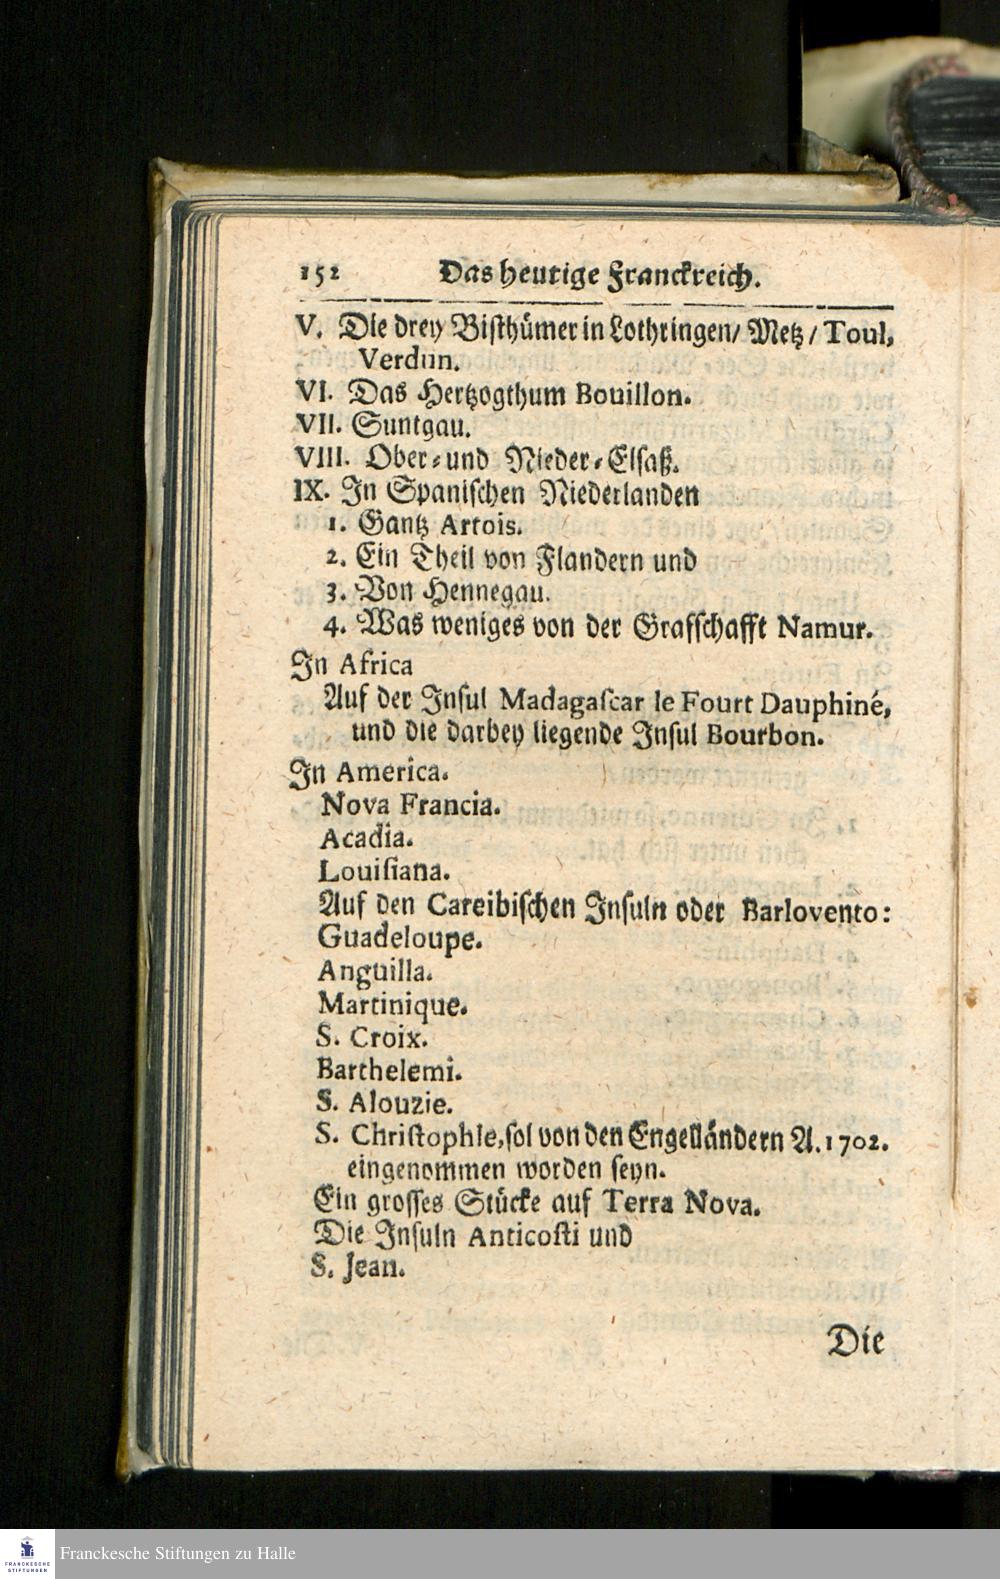 152 Das heutige Franckreich.
V. Die drey Bisthümer in Lothringen/ Metz/ Toul,
Verdun.
VI. Das Hertzogthum Bouillon.
VII. Suntgau.
VIII. Ober-und Nieder-Elsaß.
IX. In Spanischen Niederlanden
1. Gantz Artois.
2. Ein Theil von Flandern und
3. Von Hennegau.
4. Was weniges von der Grafschafft Namur.
In Africa
Auf der Insul Madagascar le Fourt Dauphiné,
und die darbey liegende Insul Bourbon.
In America.
Nova Francia.
Acadia.
Louisiana.
Auf den Careibischen Insuln oder Barlovento:
Guadeloupe.
Anguilla.
Martinique.
S. Croix.
Barthelemi.
S. Alouzie.
S. Christophle, sol von den Engelländern A. 1702.
eingenommen worden seyn.
Ein grosses Stücke auf Terra Nova.
Die Insuln Anticosti und
S. Jean.
Die
FRANCKESCHE
STIFTUNGEN
Franckesche Stiftungen zu Halle